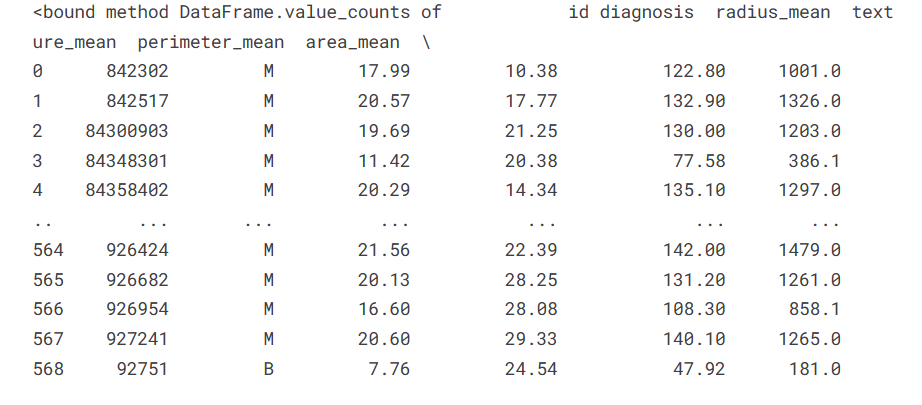 <bound method DataFrame.value_counts of           id diagnosis  radius_mean  text
ure_mean  perimeter_mean  area_mean  \
0      842302         M        17.99         10.38          122.80     1001.0
1      842517         M        20.57         17.77          132.90     1326.0
2    84300903         M        19.69         21.25          130.00     1203.0
3    84348301         M        11.42         20.38           77.58      386.1
4    84358402         M        20.29         14.34          135.10     1297.0
..        ...       ...          ...           ...             ...        ...
564    926424         M        21.56         22.39          142.00     1479.0
565    926682         M        20.13         28.25          131.20     1261.0
566    926954         M        16.60         28.08          108.30      858.1
567    927241         M        20.60         29.33          140.10     1265.0
568     92751         B         7.76         24.54           47.92      181.0